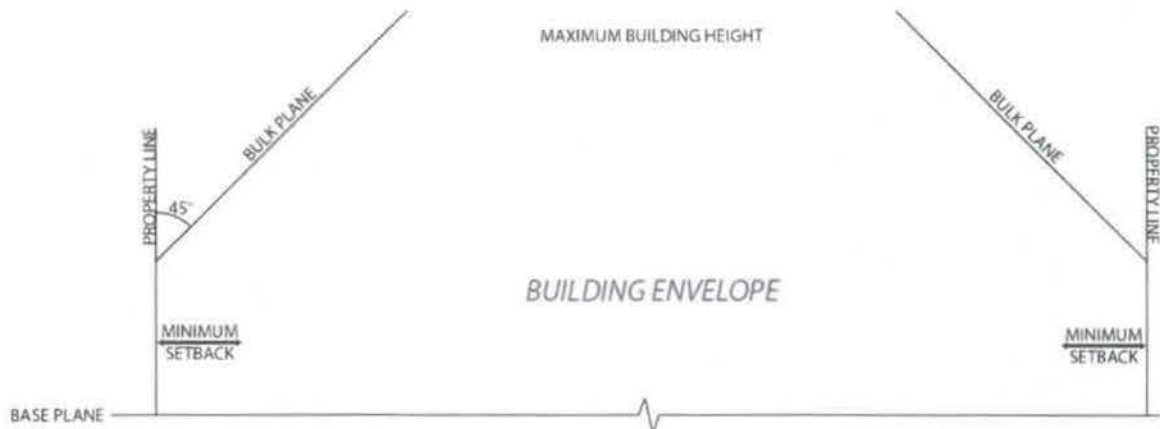 MAXIMUM BUILDING HEIGHT
BULK PLANE
BULK PLANE
PROPERTY LINE
PROPERTY LINE
45°
BUILDING ENVELOPE
MINIMUM
SETBACK
MINIMUM
SETBACK
BASE PLANE